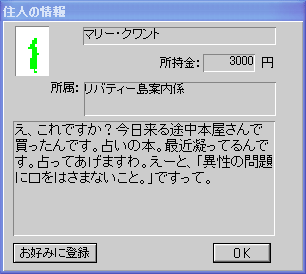 住人の情報
マリー・クワント
所持金: 3000 円
所属: リバティー島案内係
え、これですか?今日来る途中本屋さんで
買ったんです。占いの本。最近凝ってるんで
す。占ってあげますわ。えーと、「異性の問題
に口をはさまないこと。」ですって。
お好みに登録
OK